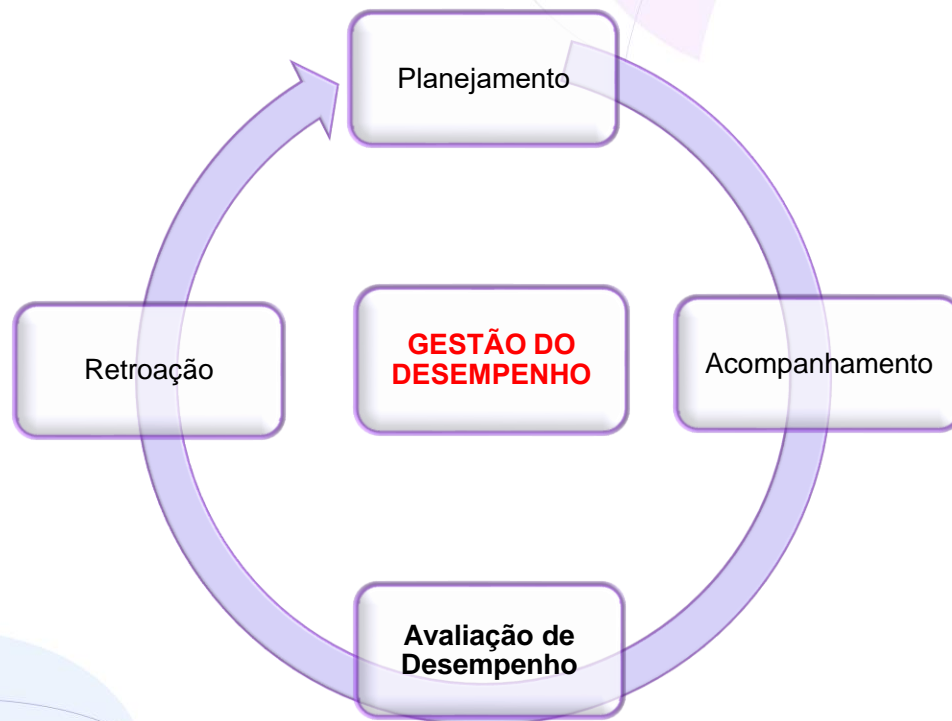 Planejamento
Retroação
GESTÃO DO
DESEMPENHO
Acompanhamento
Avaliação de
Desempenho